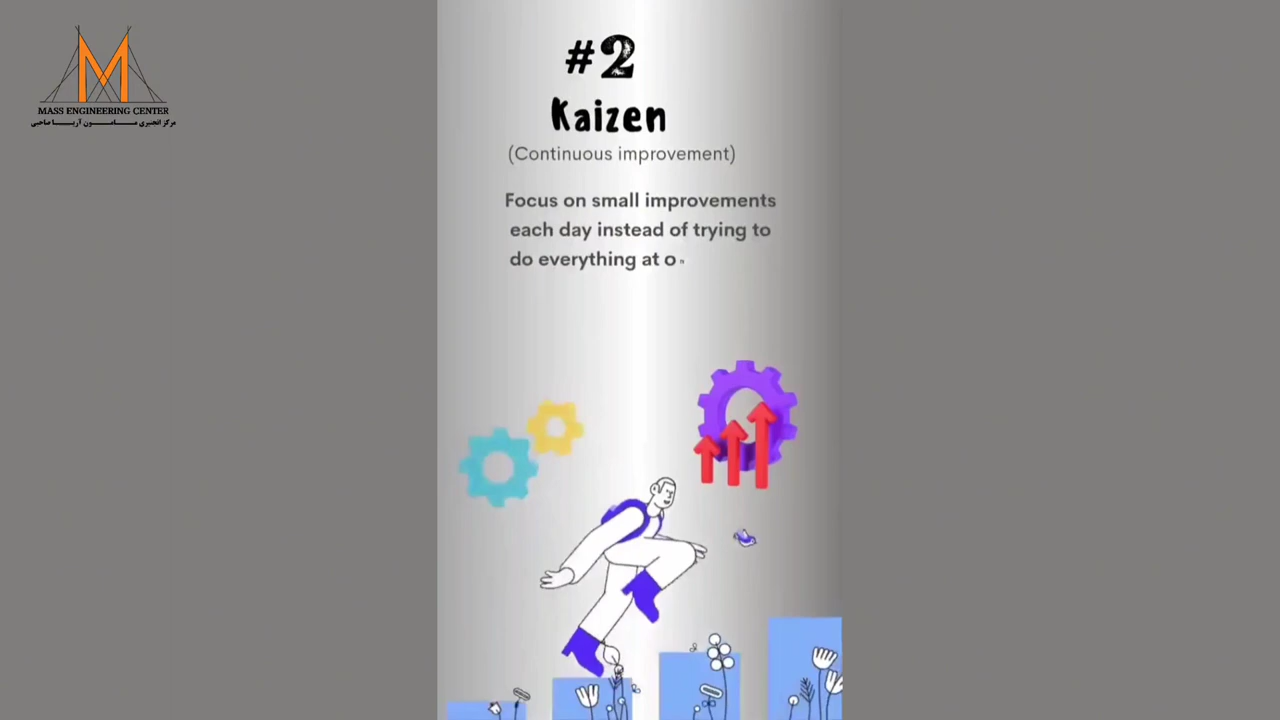 MASS ENGINEERING CENTER
#2
Kaizen
(Continuous improvement)
Focus on small improvements
each day instead of trying to
do everything at on